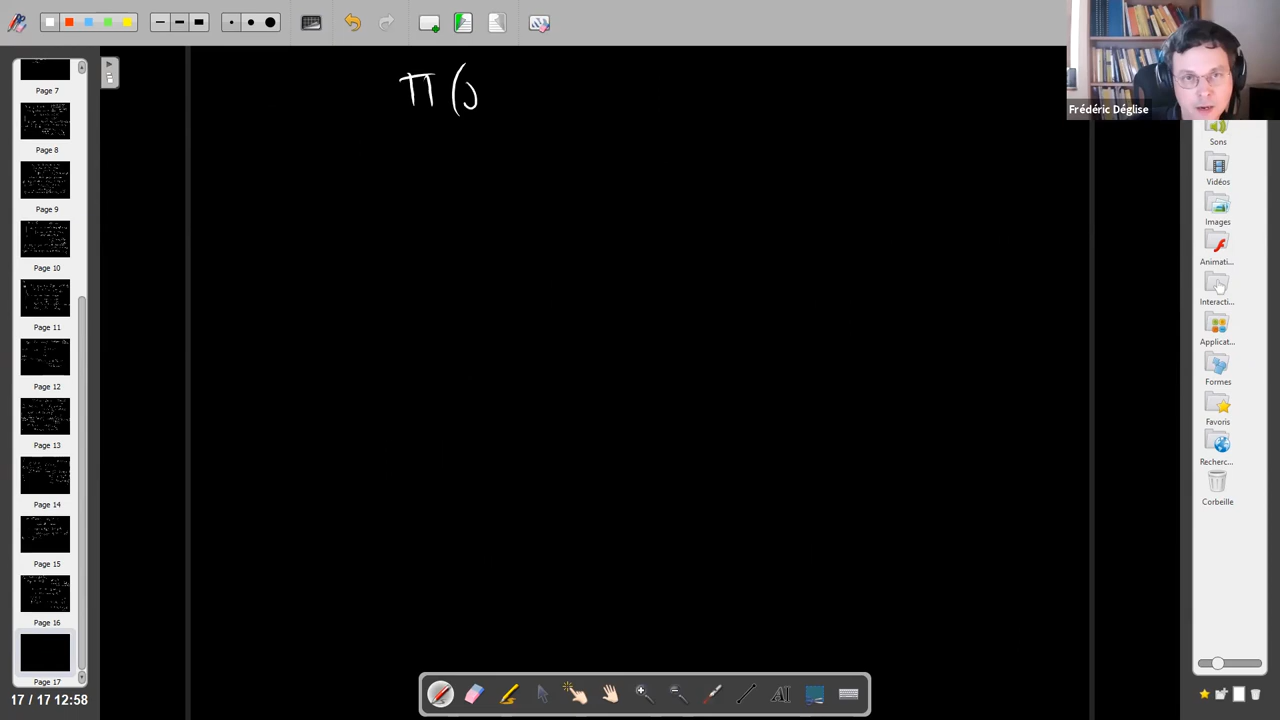 Π (
Frédéric Déglise
Page 7
Page 8
Page 9
Page 10
Page 11
Page 12
Page 13
Page 14
Page 15
Page 16
Page 17
17 / 17 12:58
Sons
Vidéos
Images
Animati...
Interacti...
Applicat...
Formes
Favoris
Recherc...
Corbeille
AI